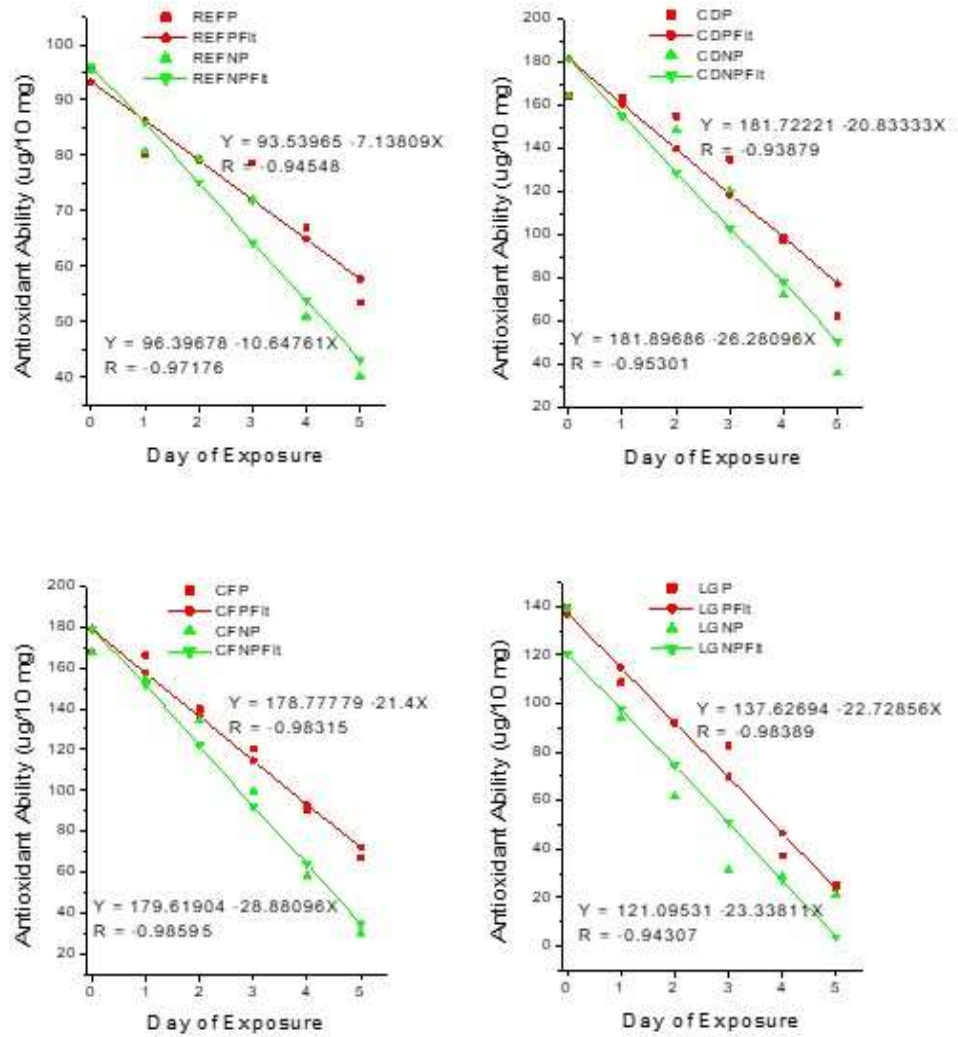 REFP
REFPFit
REFNP
REFNPFit
100
90
80
70
60
50
40
Antioxidant Ability (ug/10 mg)
Y = 93.53965 -7.13809X
R = -0.94548
Y = 96.39678 -10.64761X
R = -0.97176
0 1 2 3 4 5
Day of Exposure
CDP
CDPFit
CDNP
CDNPFit
200
180
160
140
120
100
80
60
40
20
Antioxidant Ability (ug/10 mg)
Y = 181.72221 -20.83333X
R = -0.93879
Y = 181.89686 -26.28096X
R = -0.95301
0 1 2 3 4 5
Day of Exposure
CFP
CFPFit
CFNP
CFNPFit
200
180
160
140
120
100
80
60
40
20
Antioxidant Ability (ug/10 mg)
Y = 178.77779 -21.4X
R = -0.98315
Y = 179.61904 -28.88096X
R = -0.98595
0 1 2 3 4 5
Day of Exposure
LGP
LGPFit
LGNP
LGNPFit
140
120
100
80
60
40
20
0
Antioxidant Ability (ug/10 mg)
Y = 137.62694 -22.72856X
R = -0.98389
Y = 121.09531 -23.33811X
R = -0.94307
0 1 2 3 4 5
Day of Exposure